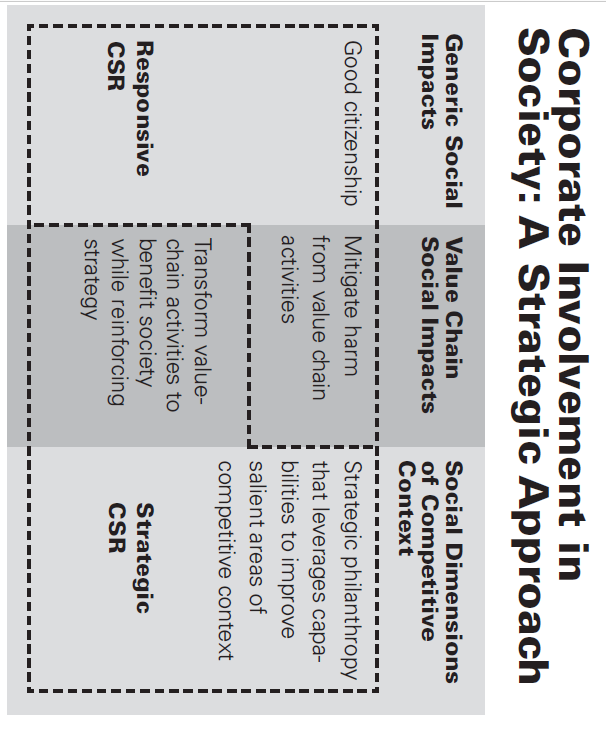 Corporate Involvement in
Society: A Strategic Approach
Generic Social
Impacts
Good citizenship
Responsive
CSR
Value Chain
Social Impacts
Mitigate harm
from value chain
activities
Transform value-
chain activities to
benefit society
while reinforcing
strategy
Social Dimensions
of Competitive
Context
Strategic philanthropy
that leverages capa-
bilities to improve
salient areas of
competitive context
Strategic
CSR